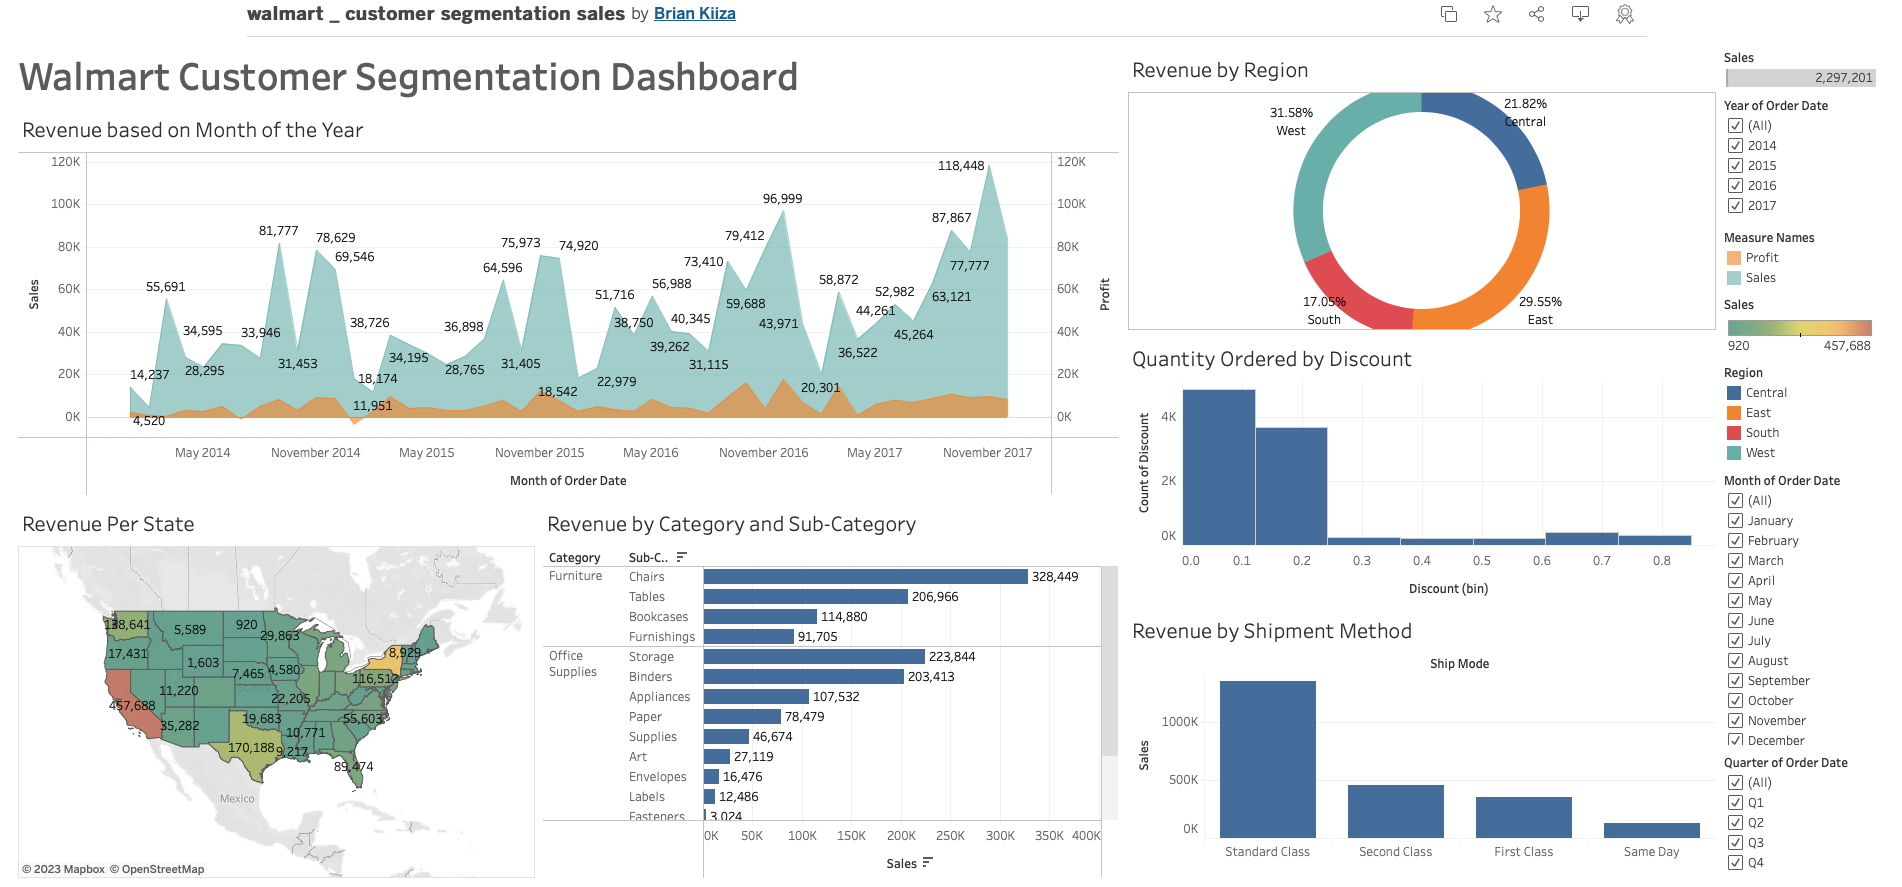 walmart _ customer segmentation sales by Brian Kiiza
Walmart Customer Segmentation Dashboard
Revenue based on Month of the Year
Sales
120K
100K
80K
60K
40K
20K
0K
14,237
4,520
55,691
34,595
28,295
33,946
81,777
31,453
78,629
69,546
18,174
11,951
38,726
34,195
36,898
28,765
64,596
31,405
75,973
74,920
18,542
22,979
51,716
38,750
56,988
39,262
40,345
31,115
73,410
59,688
79,412
43,971
96,999
20,301
58,872
36,522
44,261
52,982
45,264
63,121
87,867
77,777
118,448
120K
100K
80K
60K
40K
20K
0K
Profit
May 2014
November 2014
May 2015
November 2015
May 2016
November 2016
May 2017
November 2017
Month of Order Date
Revenue Per State
138,641
5,589
920
29,863
17,431
1,603
7,465
4,580
8,929
116,512
11,220
22,205
457,688
35,282
19,683
55,603
10,771
170,188
9,217
89,474
Mexico
© 2023 Mapbox © OpenStreetMap
Revenue by Category and Sub-Category
Category Sub-C..
Furniture Chairs 328,449
Tables 206,966
Bookcases 114,880
Furnishings 91,705
Office Supplies Storage 223,844
Binders 203,413
Appliances 107,532
Paper 78,479
Supplies 46,674
Art 27,119
Envelopes 16,476
Labels 12,486
Fasteners 3,024
0K 50K 100K 150K 200K 250K 300K 350K 400K
Sales
Revenue by Region
31.58%
West
21.82%
Central
17.05%
South
29.55%
East
Quantity Ordered by Discount
Count of Discount
4K
2K
0K
0.0 0.1 0.2 0.3 0.4 0.5 0.6 0.7 0.8
Discount (bin)
Revenue by Shipment Method
Ship Mode
Sales
1000K
500K
0K
Standard Class
Second Class
First Class
Same Day
Sales
2,297,201
Year of Order Date
(All)
2014
2015
2016
2017
Measure Names
Profit
Sales
Sales
920 457,688
Region
Central
East
South
West
Month of Order Date
(All)
January
February
March
April
May
June
July
August
September
October
November
December
Quarter of Order Date
(All)
Q1
Q2
Q3
Q4